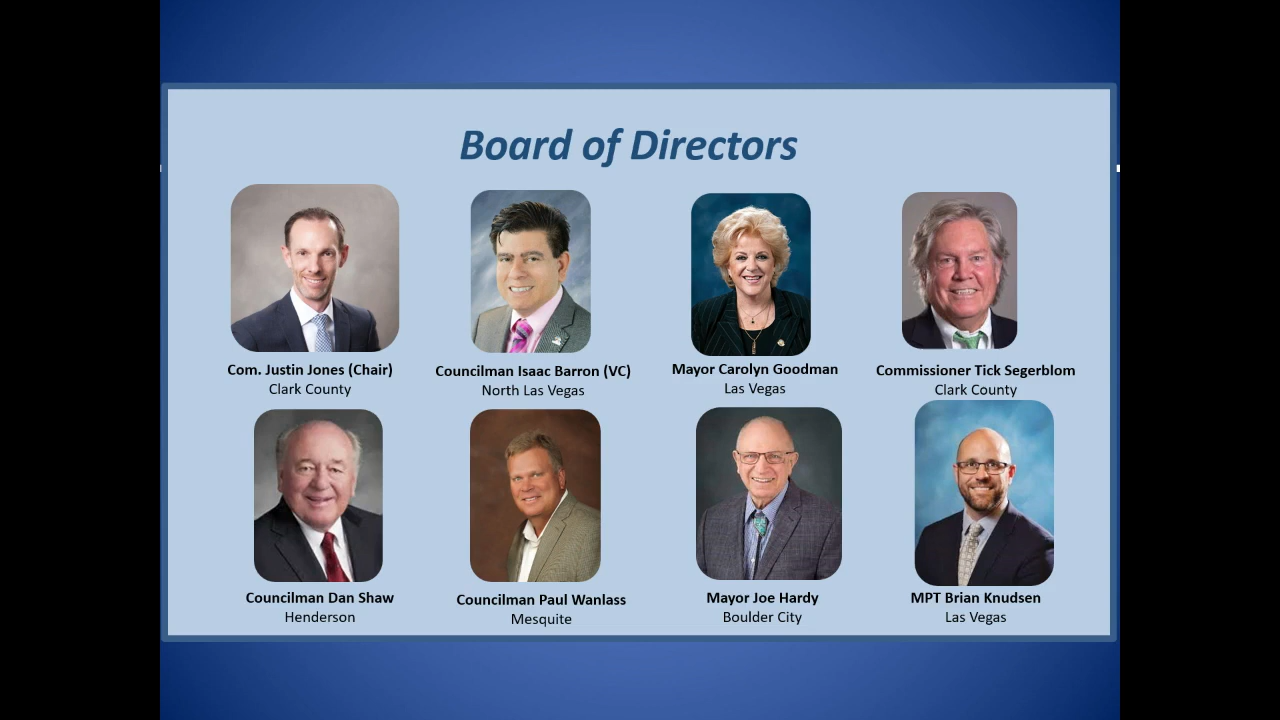 Board of Directors
Com. Justin Jones (Chair)
Clark County
Councilman Isaac Barron (VC)
North Las Vegas
Mayor Carolyn Goodman
Las Vegas
Commissioner Tick Segerblom
Clark County
Councilman Dan Shaw
Henderson
Councilman Paul Wanlass
Mesquite
Mayor Joe Hardy
Boulder City
MPT Brian Knudsen
Las Vegas